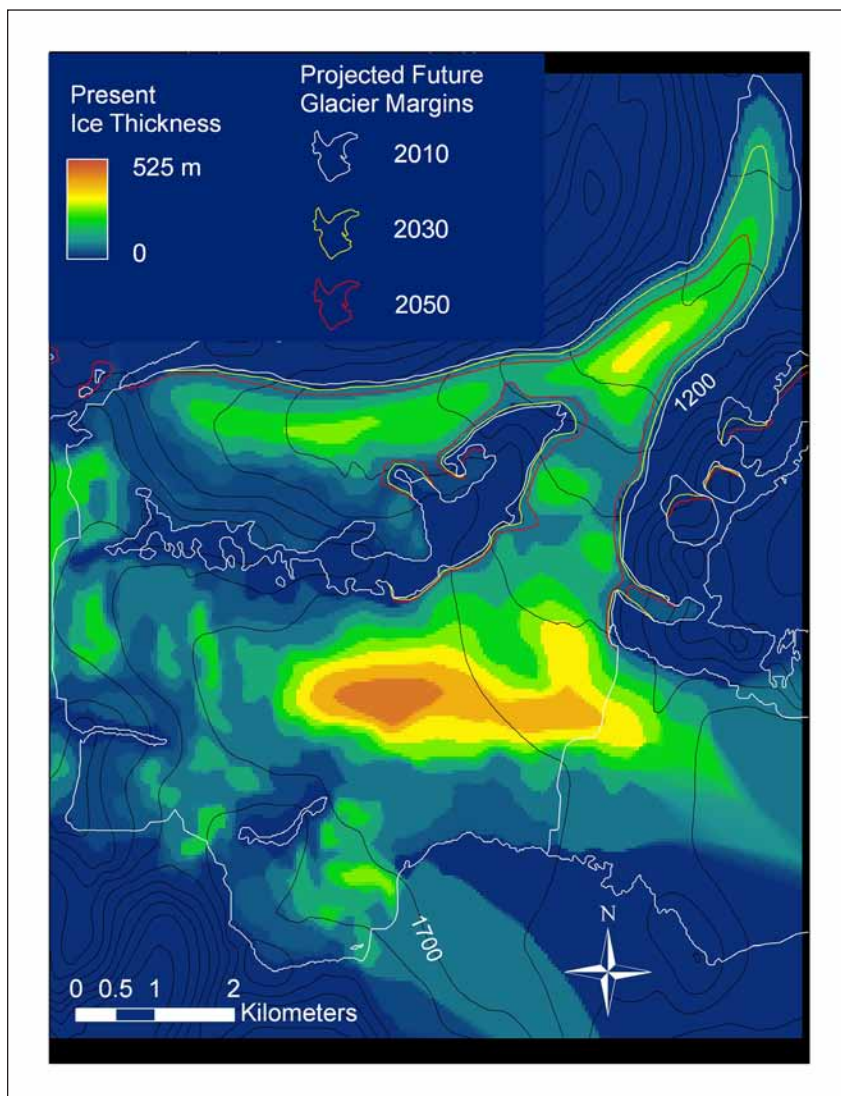 Present
Ice Thickness
525 m
0
Projected Future
Glacier Margins
2010
2030
2050
1200
1700
N
0 0.5 1 2
Kilometers